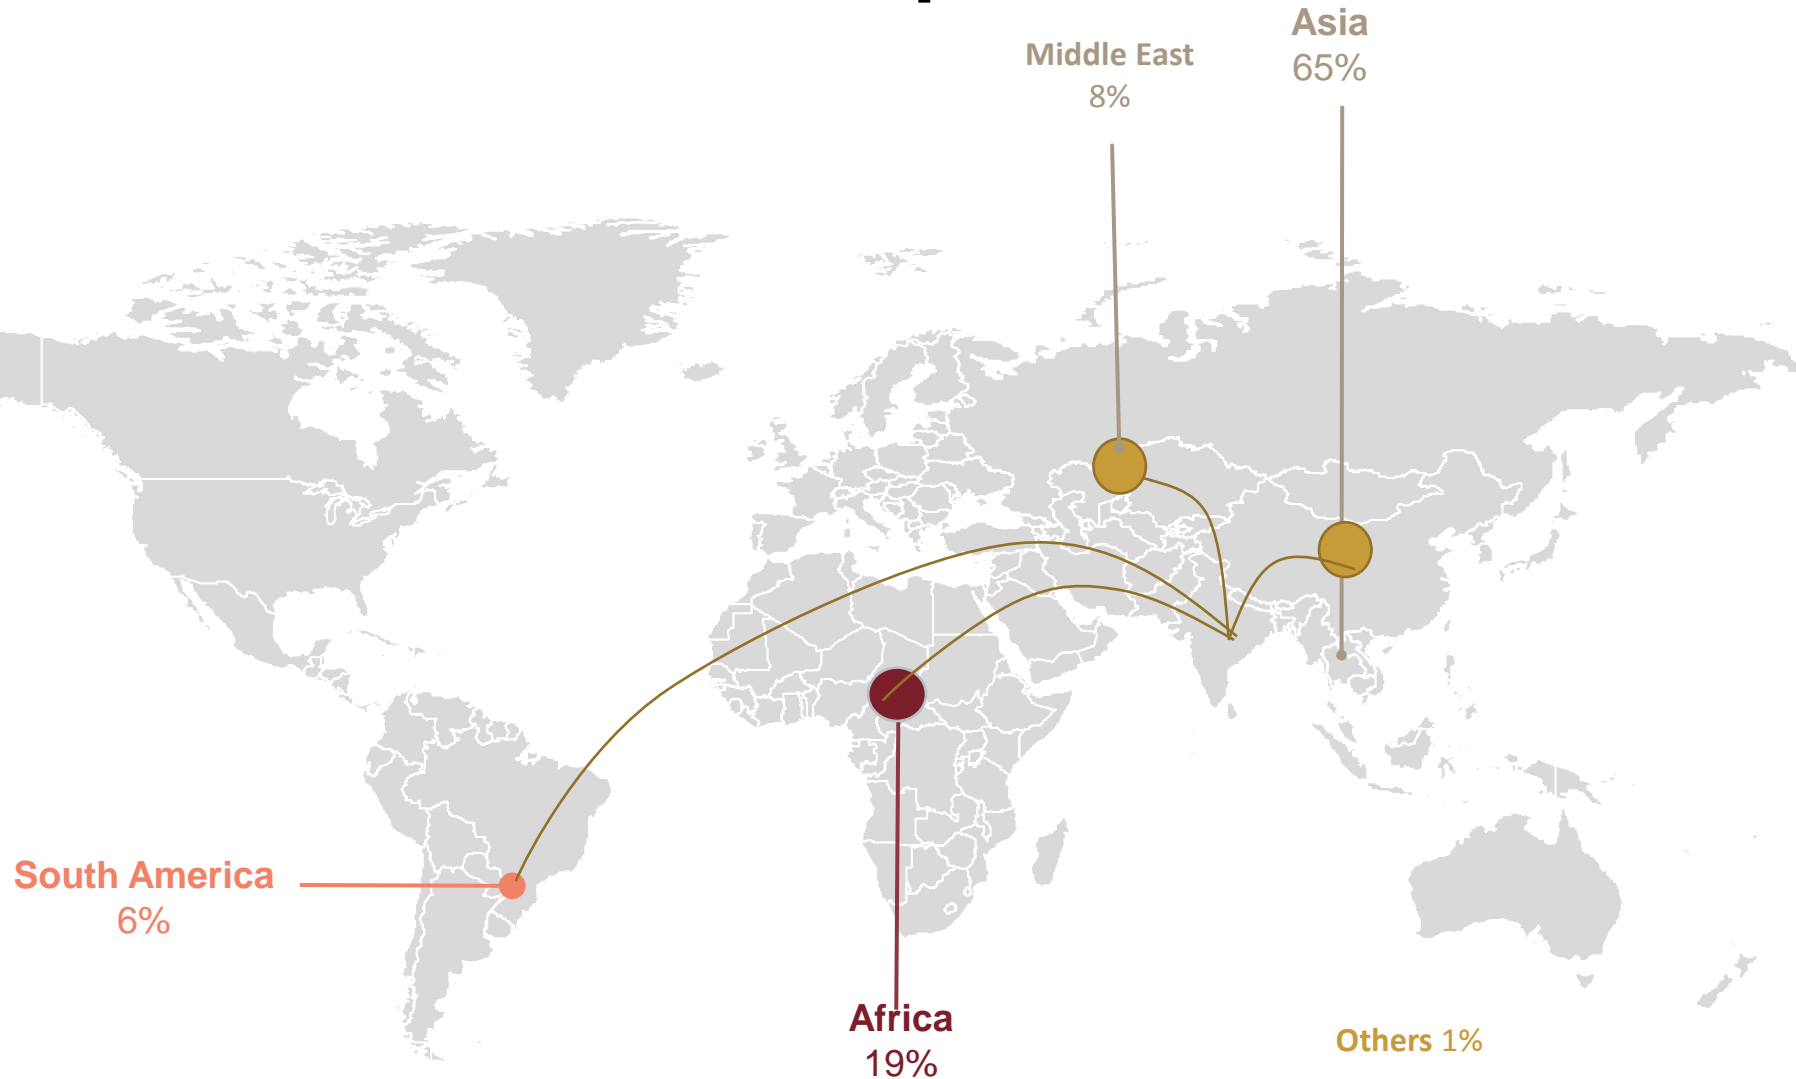 Asia
65%
Middle East
8%
South America
6%
Africa
19%
Others 1%